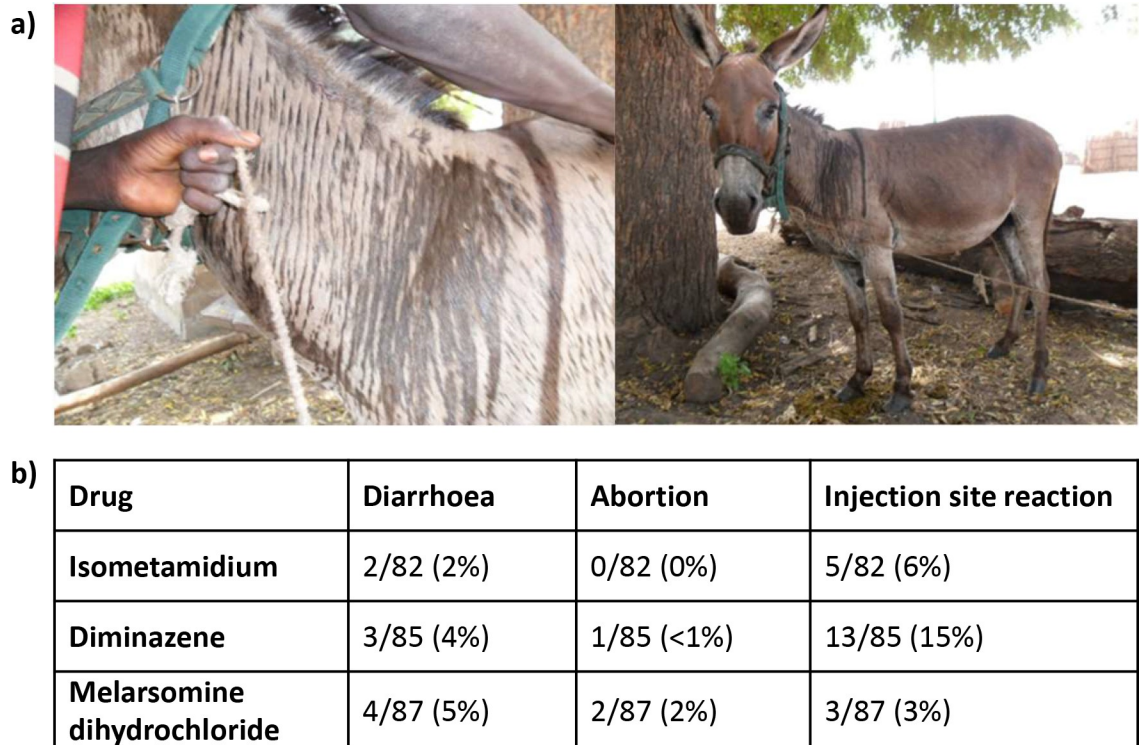 a)
b)
Drug Diarrhoea Abortion Injection site reaction
Isometamidium 2/82 (2%) 0/82 (0%) 5/82 (6%)
Diminazene 3/85 (4%) 1/85 (<1%) 13/85 (15%)
Melarsomine
dihydrochloride 4/87 (5%) 2/87 (2%) 3/87 (3%)